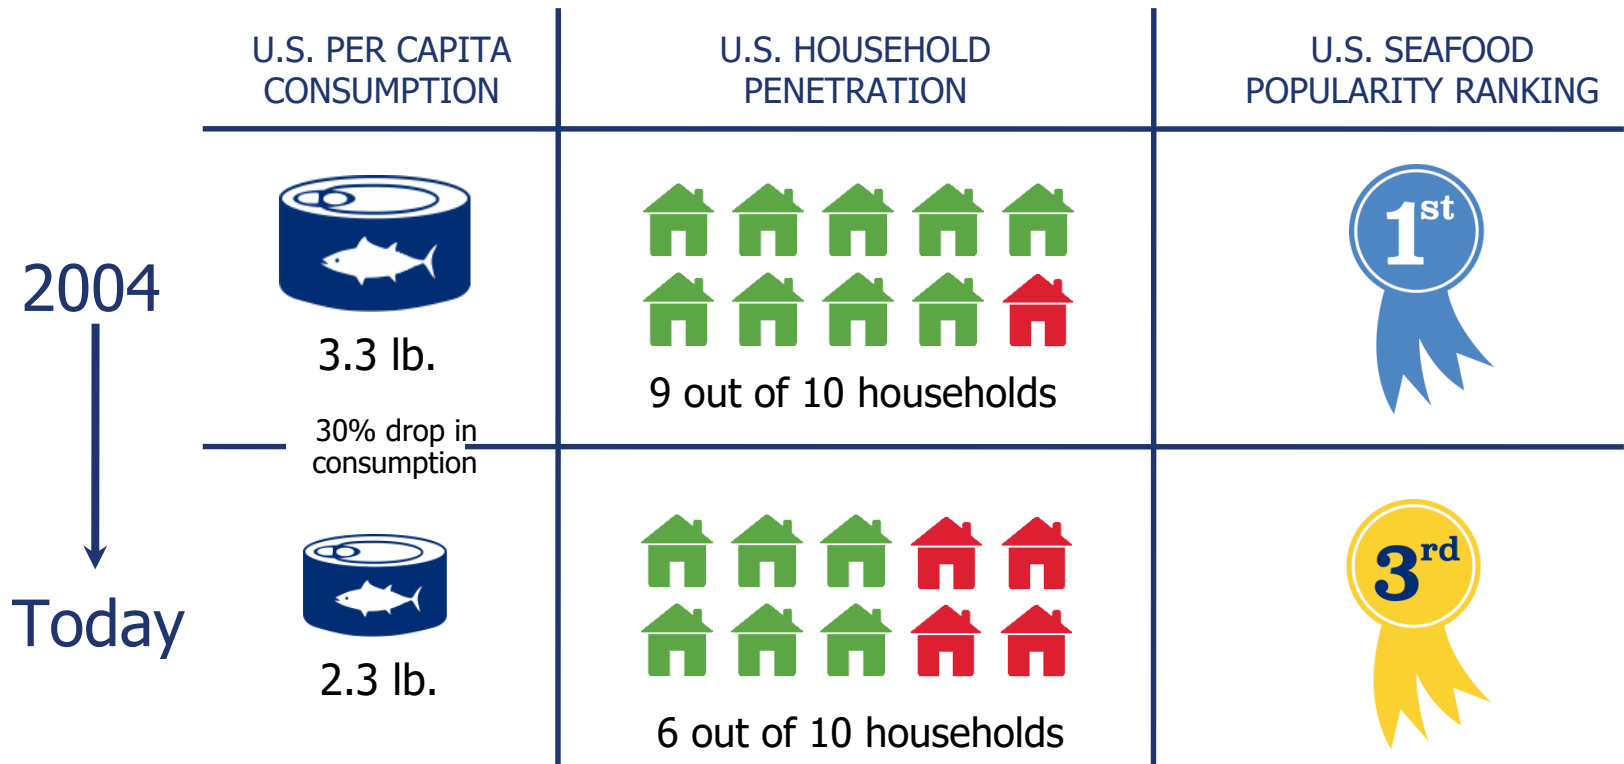 U.S. PER CAPITA
CONSUMPTION
U.S. HOUSEHOLD
PENETRATION
U.S. SEAFOOD
POPULARITY RANKING
2004
3.3 lb.
9 out of 10 households
1st
30% drop in
consumption
Today
2.3 lb.
6 out of 10 households
3rd